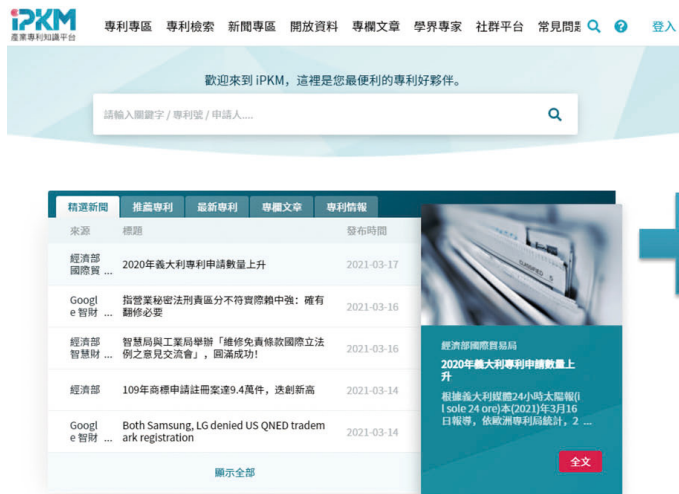 iPKM
產業專利知識平台
專利專區 專利檢索 新聞專區 開放資料 專欄文章 學界專家 社群平台 常見問題 登入
歡迎來到 iPKM，這裡是您最便利的專利好夥伴。
請輸入關鍵字 / 專利號 / 申請人....
精選新聞 推薦專利 最新專利 專欄文章 專利情報
來源 標題 發布時間
經濟部
國際貿 ...
2020年義大利專利申請數量上升
2021-03-17
Googl
e 智財 ...
指營業秘密法刑責區分不符實際賴中強：確有
翻修必要
2021-03-16
經濟部
智慧財 ...
智慧局與工業局舉辦「維修免責條款國際立法
例之意見交流會」，圓滿成功!
2021-03-16
經濟部
109年商標申請註冊案達9.4萬件，迭創新高
2021-03-14
Googl
e 智財 ...
Both Samsung, LG denied US QNED tradem
ark registration
2021-03-14
顯示全部
CLASSIFIED
經濟部國際貿易局
2020年義大利專利申請數量上
升
根據義大利媒體24小時太陽報(i
l sole 24 ore)本(2021)年3月16
日報導，依歐洲專利局統計，2 ...
全文